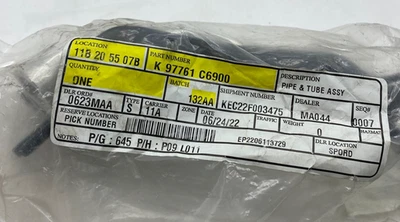 LOCATION PART NUMBER
11B 20 55 07B K 97761 C6900
QUANTITY BATCH DESCRIPTION
ONE 132AA PIPE & TUBE ASSY
DLR ORD# TYPE CARRIER ZONE DATE SHIPMENT NUMBER DEALER SEQ#
0623MAA S 11A 06/24/22 KEC22F003475 MA044 0007
RESERVE LOCATIONS TRAFFIC WEIGHT HAZMAT
PICK NUMBER 0
NOTES P/G : 645 P/H : P09 L011 EP2206113729 DLR LOCATION
SPORD